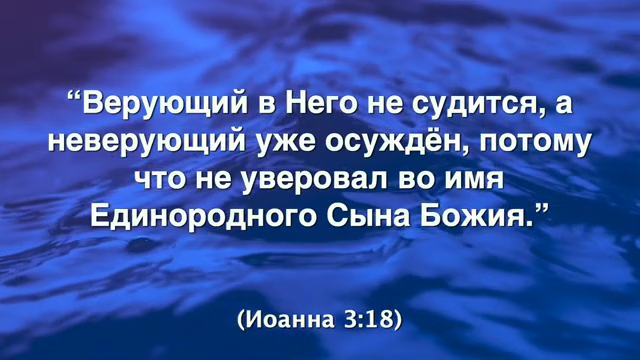 “Верующий в Него не судится, а
неверующий уже осуждён, потому
что не уверовал во имя
Единородного Сына Божия.”
(Иоанна 3:18)